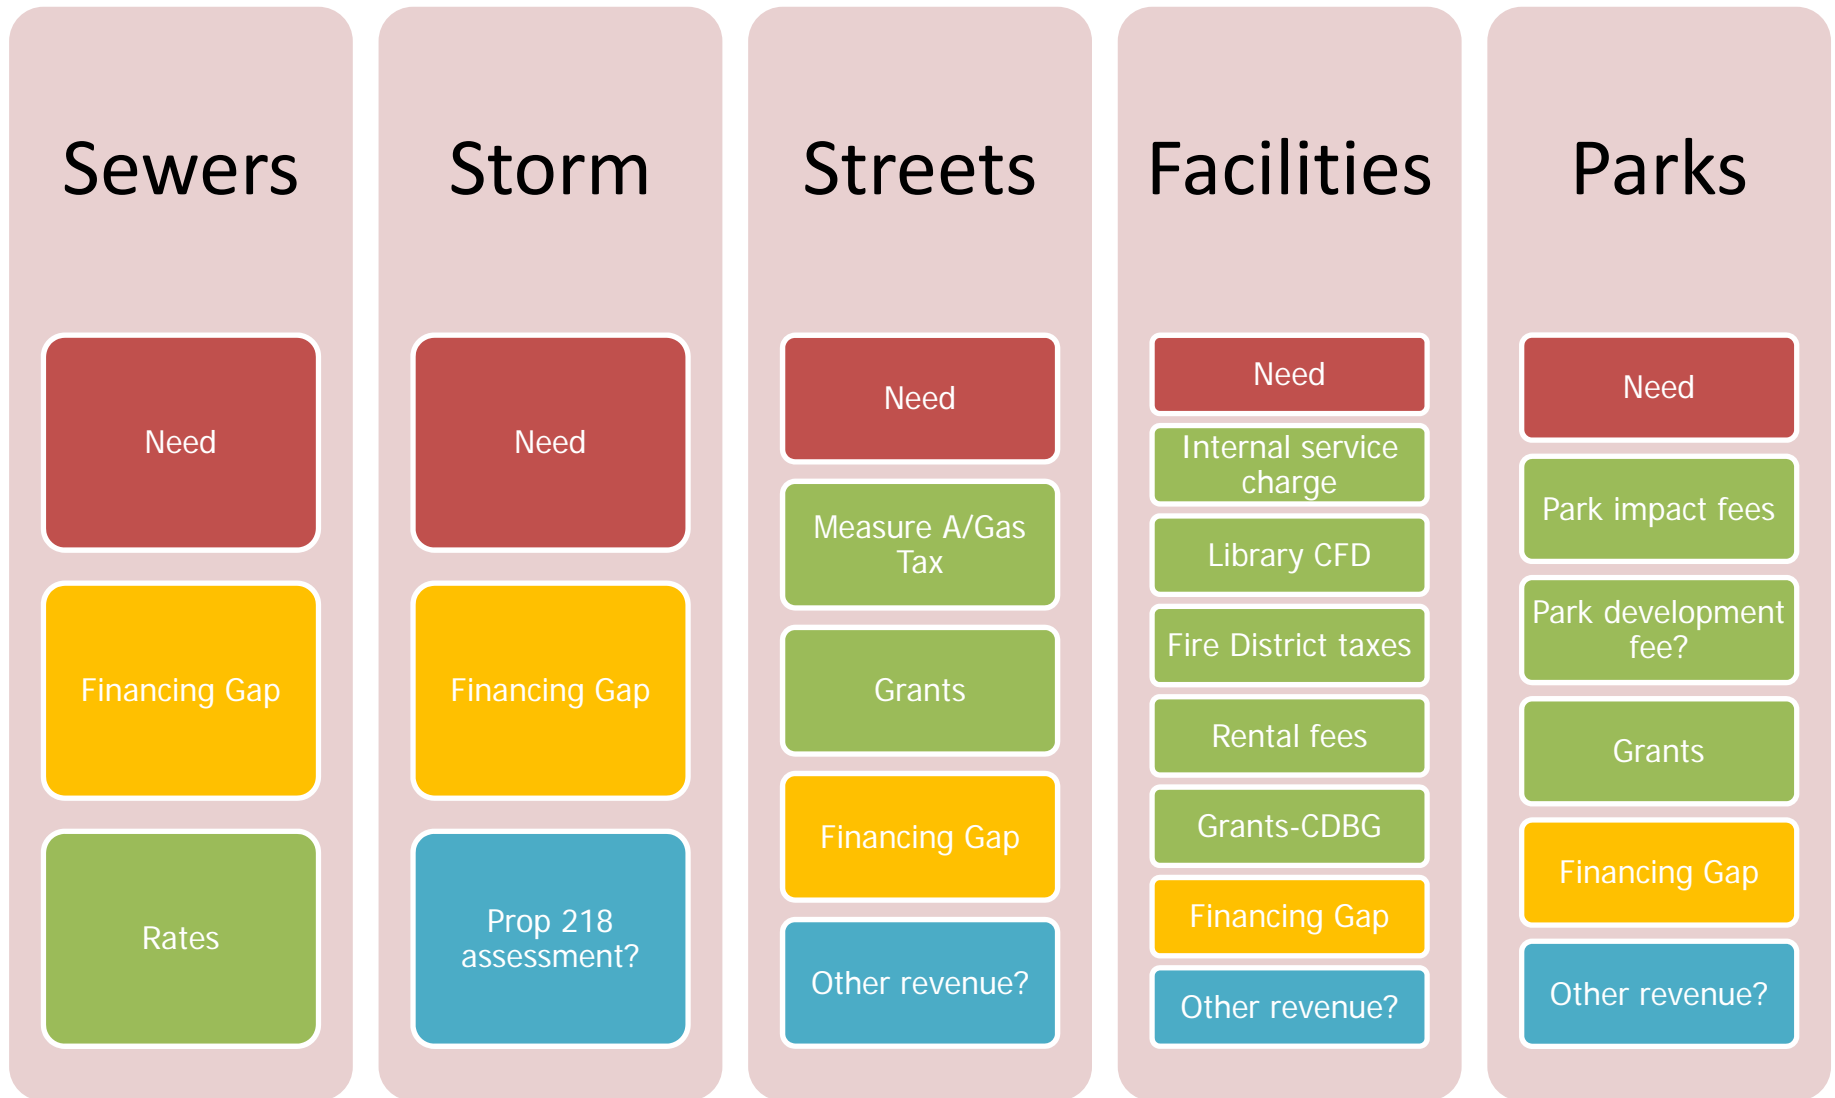 Sewers
Need
Financing Gap
Rates
Storm
Need
Financing Gap
Prop 218
assessment?
Streets
Need
Measure A/Gas
Tax
Grants
Financing Gap
Other revenue?
Facilities
Need
Internal service
charge
Library CFD
Fire District taxes
Rental fees
Grants-CDBG
Financing Gap
Other revenue?
Parks
Need
Park impact fees
Park development
fee?
Grants
Financing Gap
Other revenue?